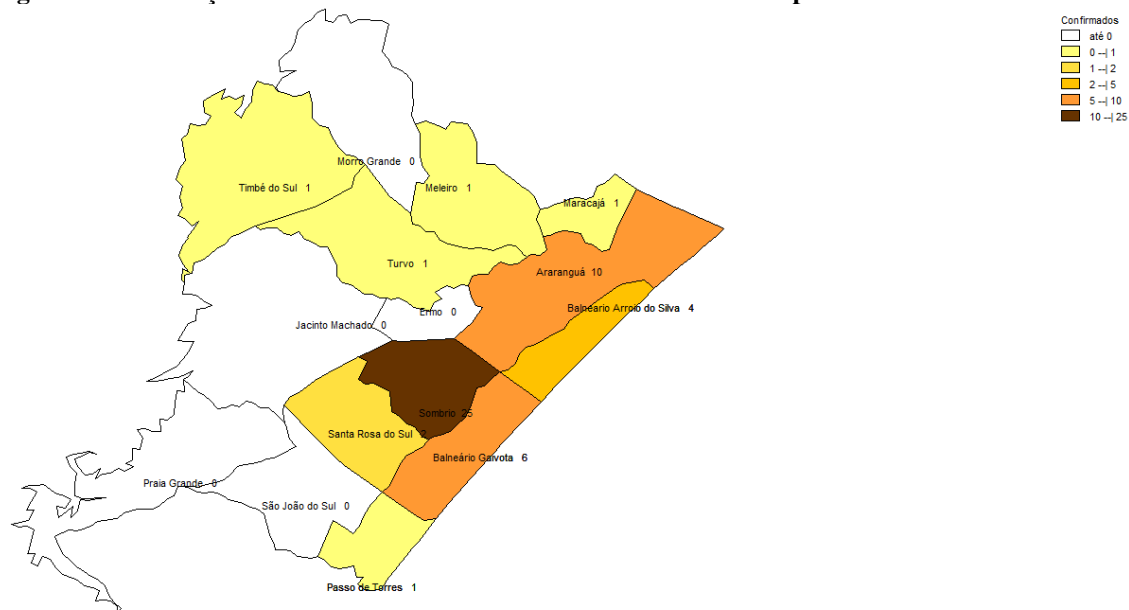 Confirmados
até 0
0 --| 1
1 --| 2
2 --| 5
5 --| 10
10 --| 25
Morro Grande 0
Timbé do Sul 1
Meleiro 1
Maracajá 1
Turvo 1
Araranguá 10
Balneário Arroio do Silva 4
Ermo 0
Jacinto Machado 0
Sombrio 25
Santa Rosa do Sul 2
Balneário Gaivota 6
Praia Grande 0
São João do Sul 0
Passo de Torres 1